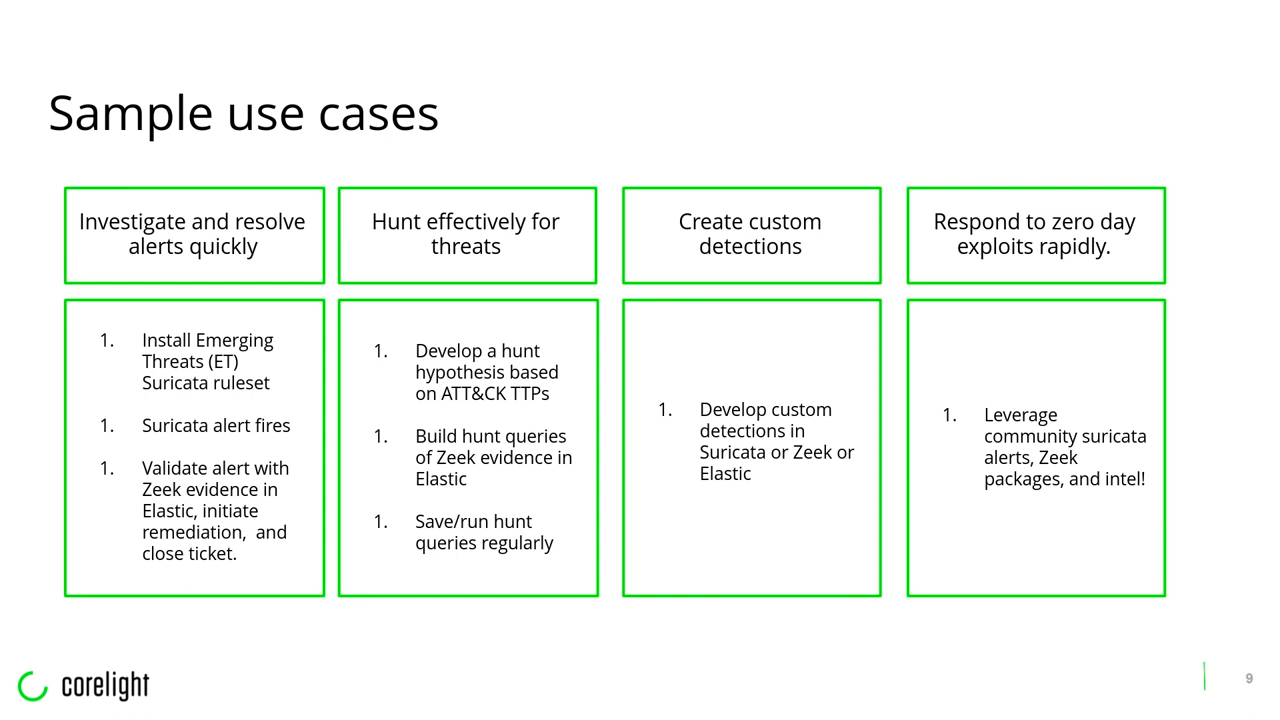 Sample use cases
Investigate and resolve
alerts quickly
Hunt effectively for
threats
Create custom
detections
Respond to zero day
exploits rapidly.
1. Install Emerging
Threats (ET)
Suricata ruleset
1. Suricata alert fires
1. Validate alert with
Zeek evidence in
Elastic, initiate
remediation,  and
close ticket.
1. Develop a hunt
hypothesis based
on ATT&CK TTPs
1. Build hunt queries
of Zeek evidence in
Elastic
1. Save/run hunt
queries regularly
1. Develop custom
detections in
Suricata or Zeek or
Elastic
1. Leverage
community suricata
alerts, Zeek
packages, and intel!
corelight
9